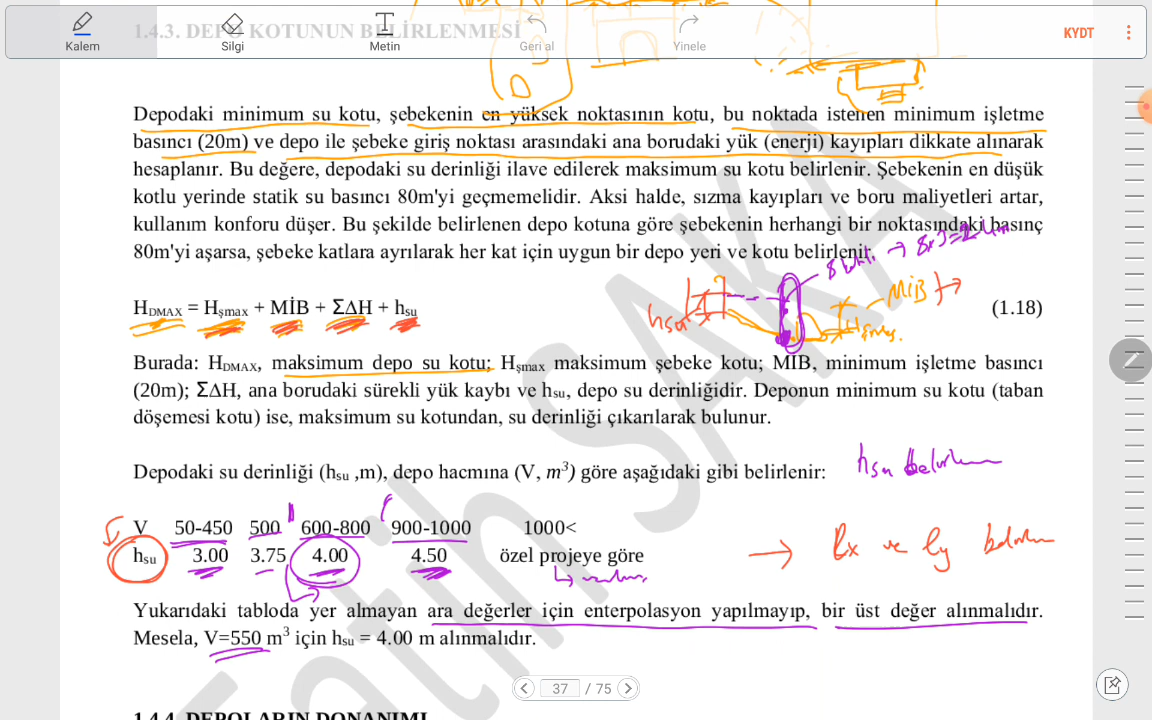 Kalem
Silgi
Metin
Geri al
Yinele
KYDT
1.4.3. DEPO KOTUNUN BELİRLENMESİ
Depodaki minimum su kotu, şebekenin en yüksek noktasının kotu, bu noktada istenen minimum işletme
basıncı (20m) ve depo ile şebeke giriş noktası arasındaki ana borudaki yük (enerji) kayıpları dikkate alınarak
hesaplanır. Bu değere, depodaki su derinliği ilave edilerek maksimum su kotu belirlenir. Şebekenin en düşük
kotlu yerinde statik su basıncı 80m'yi geçmemelidir. Aksi halde, sızma kayıpları ve boru maliyetleri artar,
kullanım konforu düşer. Bu şekilde belirlenen depo kotuna göre şebekenin herhangi bir noktasındaki basınç
80m'yi aşarsa, şebeke katlara ayrılarak her kat için uygun bir depo yeri ve kotu belirlenir.
8 katlı → 8x3=24m
HDMAX = Hşmax + MİB + ΣΔH + hsu
hsu
MİB
Hşmax
(1.18)
Burada: HDMAX, maksimum depo su kotu; Hşmax maksimum şebeke kotu; MİB, minimum işletme basıncı
(20m); ΣΔH, ana borudaki sürekli yük kaybı ve hsu, depo su derinliğidir. Deponun minimum su kotu (taban
döşemesi kotu) ise, maksimum su kotundan, su derinliği çıkarılarak bulunur.
Depodaki su derinliği (hsu ,m), depo hacmına (V, m³) göre aşağıdaki gibi belirlenir:
hsu
V 50-450 500 600-800 900-1000 1000<
hsu 3.00 3.75 4.00 4.50 özel projeye göre
→ lx ve ly
Yukarıdaki tabloda yer almayan ara değerler için enterpolasyon yapılmayıp, bir üst değer alınmalıdır.
Mesela, V=550 m³ için hsu = 4.00 m alınmalıdır.
37 / 75
1.4.4. DEPOLARIN DONANIMI
Fatih SAKA